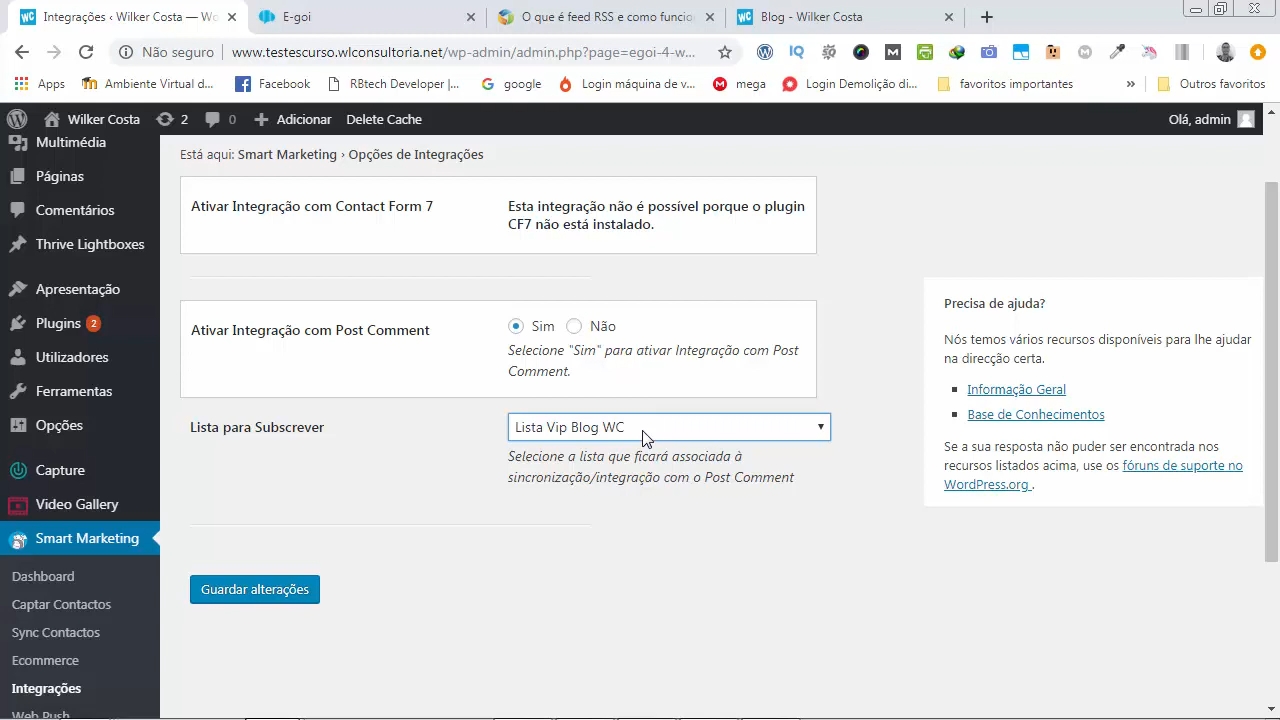 Integrações ‹ Wilker Costa — Wo
E-goi
O que é feed RSS e como funcio
Blog - Wilker Costa
Não seguro
www.testescurso.wlconsultoria.net/wp-admin/admin.php?page=egoi-4-w...
Apps
Ambiente Virtual d...
Facebook
RBtech Developer |...
google
Login máquina de v...
mega
Login Demolição di...
favoritos importantes
»
Outros favoritos
Wilker Costa
2
0
Adicionar
Delete Cache
Olá, admin
Multimédia
Páginas
Comentários
Thrive Lightboxes
Apresentação
Plugins 2
Utilizadores
Ferramentas
Opções
Capture
Video Gallery
Smart Marketing
Dashboard
Captar Contactos
Sync Contactos
Ecommerce
Integrações
Web Push
Está aqui: Smart Marketing › Opções de Integrações
Ativar Integração com Contact Form 7
Esta integração não é possível porque o plugin
CF7 não está instalado.
Ativar Integração com Post Comment
Sim Não
Selecione "Sim" para ativar Integração com Post
Comment.
Lista para Subscrever
Lista Vip Blog WC
Selecione a lista que ficará associada à
sincronização/integração com o Post Comment
Guardar alterações
Precisa de ajuda?
Nós temos vários recursos disponíveis para lhe ajudar
na direcção certa.
Informação Geral
Base de Conhecimentos
Se a sua resposta não puder ser encontrada nos
recursos listados acima, use os fóruns de suporte no
WordPress.org .